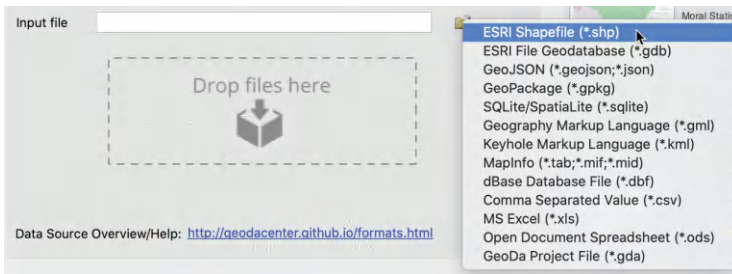 Input file
Drop files here
Data Source Overview/Help: http://geodacenter.github.io/formats.html
Moral Statis
ESRI Shapefile (*.shp)
ESRI File Geodatabase (*.gdb)
GeoJSON (*.geojson;*.json)
GeoPackage (*.gpkg)
SQLite/SpatiaLite (*.sqlite)
Geography Markup Language (*.gml)
Keyhole Markup Language (*.kml)
MapInfo (*.tab;*.mif;*.mid)
dBase Database File (*.dbf)
Comma Separated Value (*.csv)
MS Excel (*.xls)
Open Document Spreadsheet (*.ods)
GeoDa Project File (*.gda)